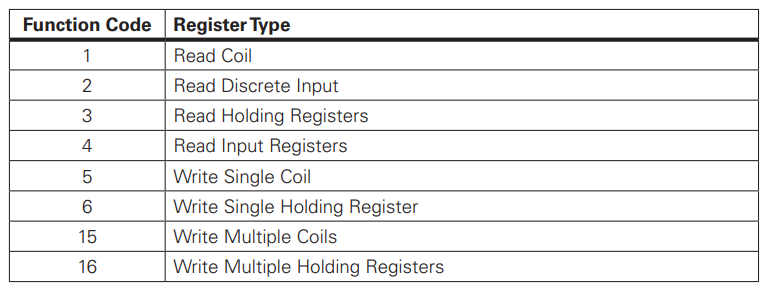 Function Code Register Type
1 Read Coil
2 Read Discrete Input
3 Read Holding Registers
4 Read Input Registers
5 Write Single Coil
6 Write Single Holding Register
15 Write Multiple Coils
16 Write Multiple Holding Registers